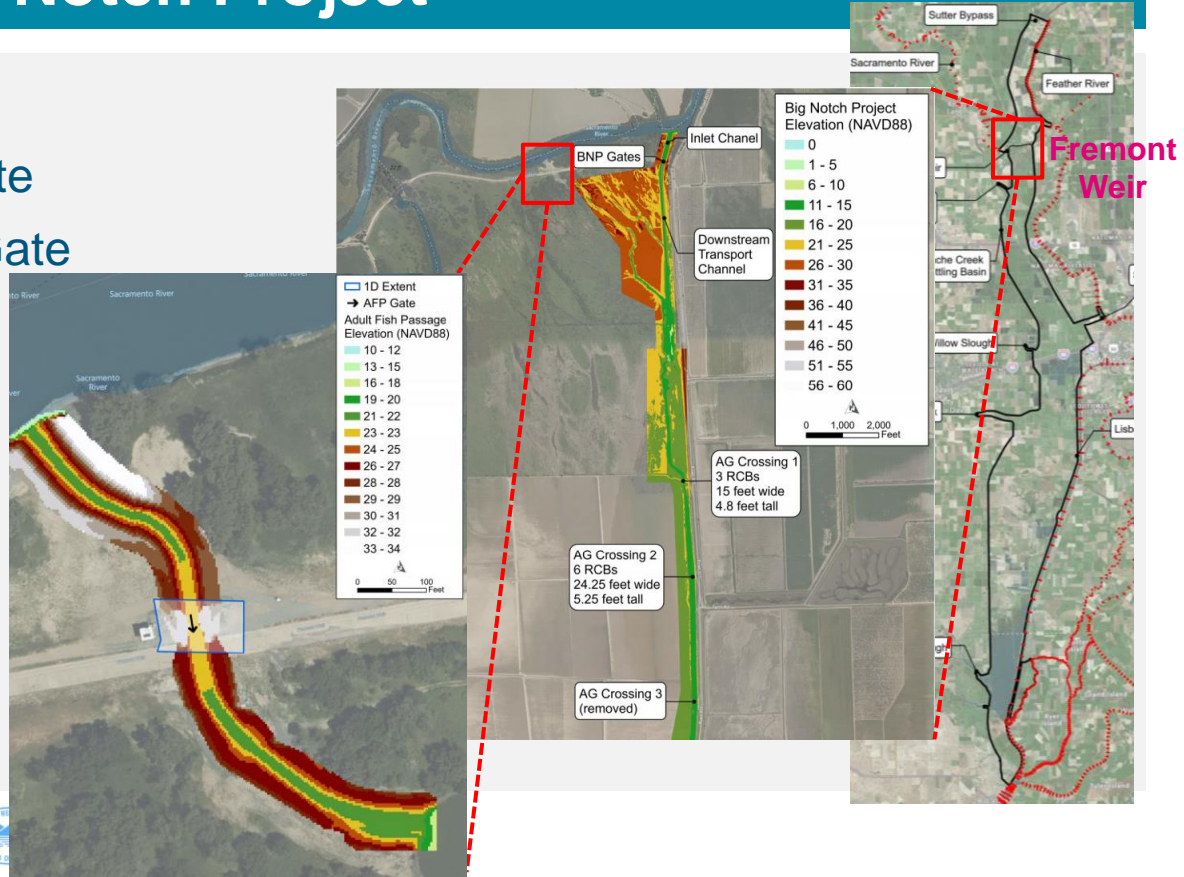 Notch Project
Gate
Sutter Bypass
Sacramento River
Feather River
Fremont
Weir
Willow Slough
Sacramento
River
Sacramento River
Inlet Chanel
BNP Gates
Downstream
Transport
Channel
AG Crossing 1
3 RCBs
15 feet wide
4.8 feet tall
AG Crossing 2
6 RCBs
24.25 feet wide
5.25 feet tall
AG Crossing 3
(removed)
Big Notch Project
Elevation (NAVD88)
0
1 - 5
6 - 10
11 - 15
16 - 20
21 - 25
26 - 30
31 - 35
36 - 40
41 - 45
46 - 50
51 - 55
56 - 60
0 1,000 2,000
Feet
1D Extent
AFP Gate
Adult Fish Passage
Elevation (NAVD88)
10 - 12
13 - 15
16 - 18
19 - 20
21 - 22
23 - 23
24 - 25
26 - 27
28 - 28
29 - 29
30 - 31
32 - 32
33 - 34
0 50 100
Feet
Sacramento River
Sacramento River
Sacramento
River